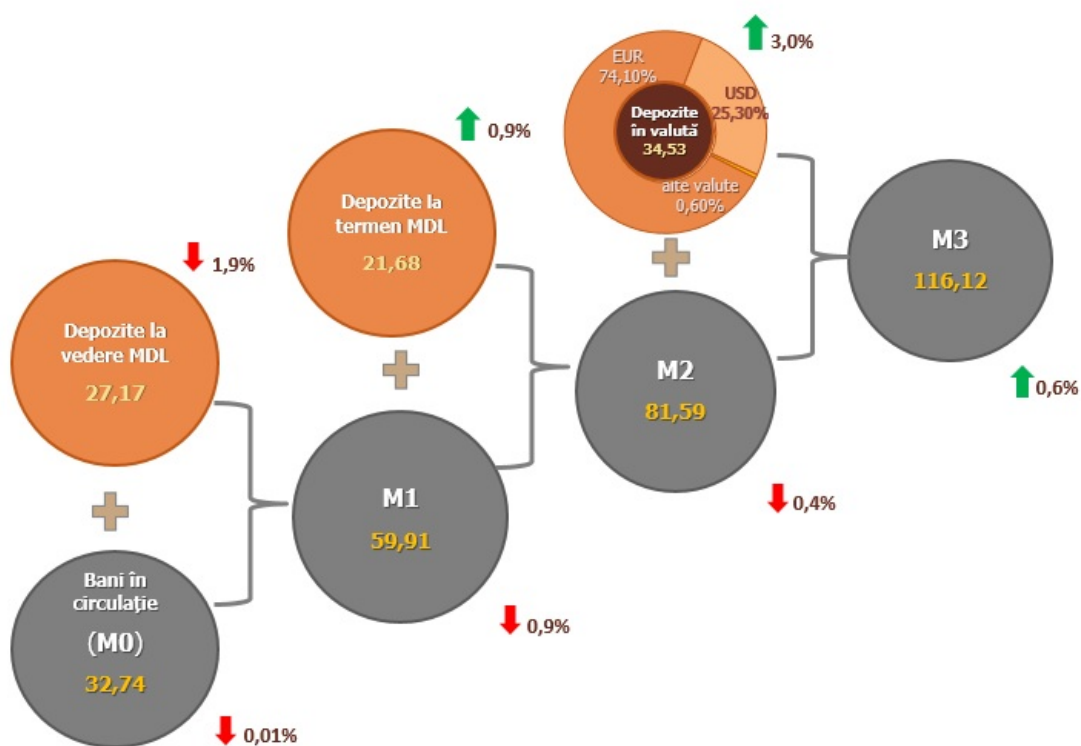 3,0%
EUR
74,10%
USD
25,30%
Depozite
în valută
34,53
alte valute
0,60%
0,9%
Depozite la
termen MDL
21,68
1,9%
Depozite la
vedere MDL
27,17
M3
116,12
M2
81,59
0,6%
M1
59,91
0,4%
Bani în
circulație
(M0)
32,74
0,9%
0,01%